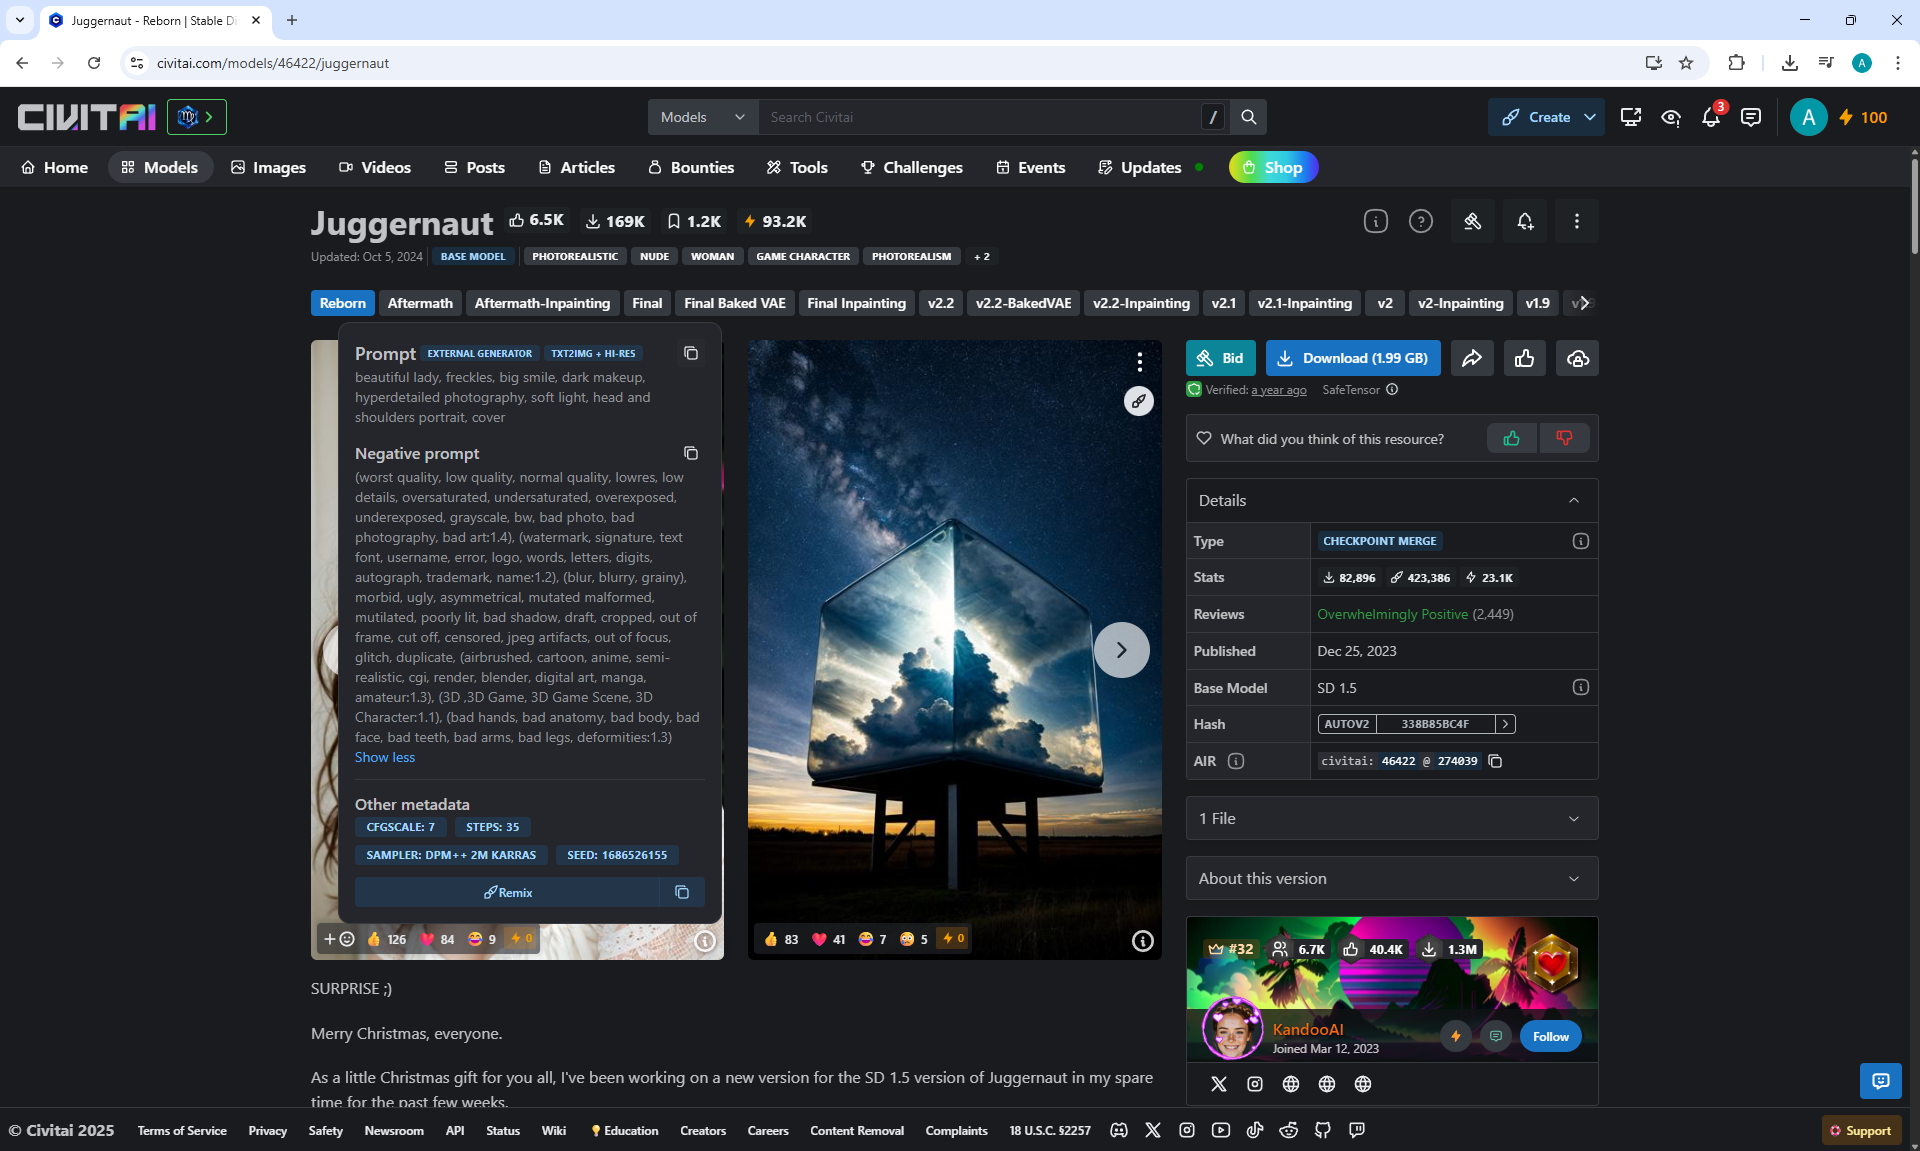 Juggernaut - Reborn | Stable Di
civitai.com/models/46422/juggernaut
A
CIVITAI
Models
Search Civitai
/
Create
3
A
100
Home
Models
Images
Videos
Posts
Articles
Bounties
Tools
Challenges
Events
Updates
Shop
Juggernaut
6.5K
169K
1.2K
93.2K
Updated: Oct 5, 2024
BASE MODEL
PHOTOREALISTIC
NUDE
WOMAN
GAME CHARACTER
PHOTOREALISM
+ 2
Reborn
Aftermath
Aftermath-Inpainting
Final
Final Baked VAE
Final Inpainting
v2.2
v2.2-BakedVAE
v2.2-Inpainting
v2.1
v2.1-Inpainting
v2
v2-Inpainting
v1.9
Prompt
EXTERNAL GENERATOR
TXT2IMG + HI-RES
beautiful lady, freckles, big smile, dark makeup,
hyperdetailed photography, soft light, head and
shoulders portrait, cover
Negative prompt
(worst quality, low quality, normal quality, lowres, low
details, oversaturated, undersaturated, overexposed,
underexposed, grayscale, bw, bad photo, bad
photography, bad art:1.4), (watermark, signature, text
font, username, error, logo, words, letters, digits,
autograph, trademark, name:1.2), (blur, blurry, grainy),
morbid, ugly, asymmetrical, mutated malformed,
mutilated, poorly lit, bad shadow, draft, cropped, out of
frame, cut off, censored, jpeg artifacts, out of focus,
glitch, duplicate, (airbrushed, cartoon, anime, semi-
realistic, cgi, render, blender, digital art, manga,
amateur:1.3), (3D ,3D Game, 3D Game Scene, 3D
Character:1.1), (bad hands, bad anatomy, bad body, bad
face, bad teeth, bad arms, bad legs, deformities:1.3)
Show less
Other metadata
CFGSCALE: 7
STEPS: 35
SAMPLER: DPM++ 2M KARRAS
SEED: 1686526155
Remix
126
84
9
0
83
41
7
5
0
SURPRISE ;)
Merry Christmas, everyone.
As a little Christmas gift for you all, I've been working on a new version for the SD 1.5 version of Juggernaut in my spare
time for the past few weeks.
Bid
Download (1.99 GB)
Verified: a year ago
SafeTensor
What did you think of this resource?
Details
Type
CHECKPOINT MERGE
Stats
82,896
423,386
23.1K
Reviews
Overwhelmingly Positive (2,449)
Published
Dec 25, 2023
Base Model
SD 1.5
Hash
AUTOV2
338B85BC4F
AIR
civitai: 46422 @ 274039
1 File
About this version
#32
6.7K
40.4K
1.3M
KandooAI
Joined Mar 12, 2023
Follow
© Civitai 2025
Terms of Service
Privacy
Safety
Newsroom
API
Status
Wiki
Education
Creators
Careers
Content Removal
Complaints
18 U.S.C. §2257
Support